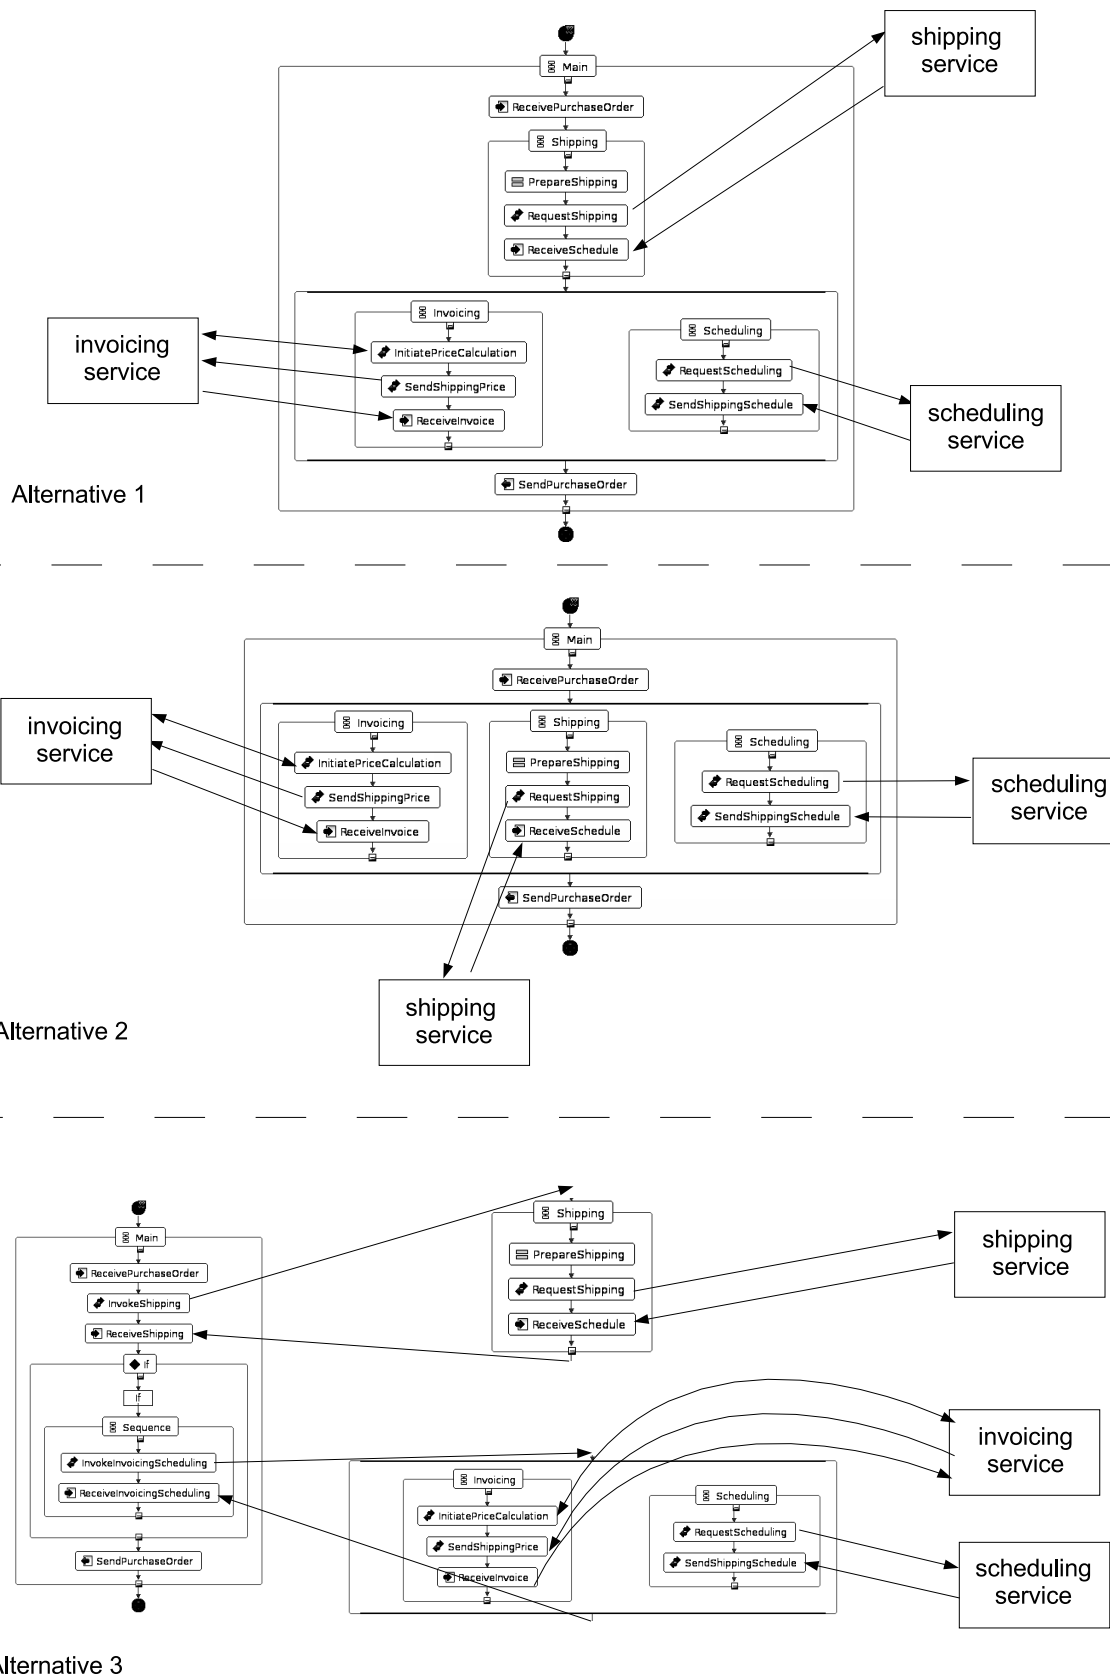 Main
ReceivePurchaseOrder
Shipping
PrepareShipping
RequestShipping
ReceiveSchedule
shipping
service
Invoicing
InitiatePriceCalculation
SendShippingPrice
ReceiveInvoice
invoicing
service
Scheduling
RequestScheduling
SendShippingSchedule
scheduling
service
SendPurchaseOrder
Alternative 1
Main
ReceivePurchaseOrder
invoicing
service
Invoicing
InitiatePriceCalculation
SendShippingPrice
ReceiveInvoice
Shipping
PrepareShipping
RequestShipping
ReceiveSchedule
Scheduling
RequestScheduling
SendShippingSchedule
scheduling
service
SendPurchaseOrder
shipping
service
Alternative 2
Main
ReceivePurchaseOrder
InvokeShipping
ReceiveShipping
If
If
Sequence
InvokeInvoicingScheduling
ReceiveInvoicingScheduling
SendPurchaseOrder
Shipping
PrepareShipping
RequestShipping
ReceiveSchedule
shipping
service
invoicing
service
Invoicing
InitiatePriceCalculation
SendShippingPrice
ReceiveInvoice
Scheduling
RequestScheduling
SendShippingSchedule
scheduling
service
Alternative 3